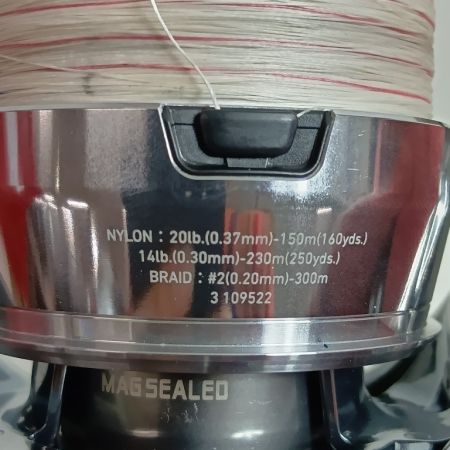 NYLON : 20lb.(0.37mm)-150m(160yds.)
14lb.(0.30mm)-230m(250yds.)
BRAID : #2(0.20mm)-300m
3 109522
MAGSEALED